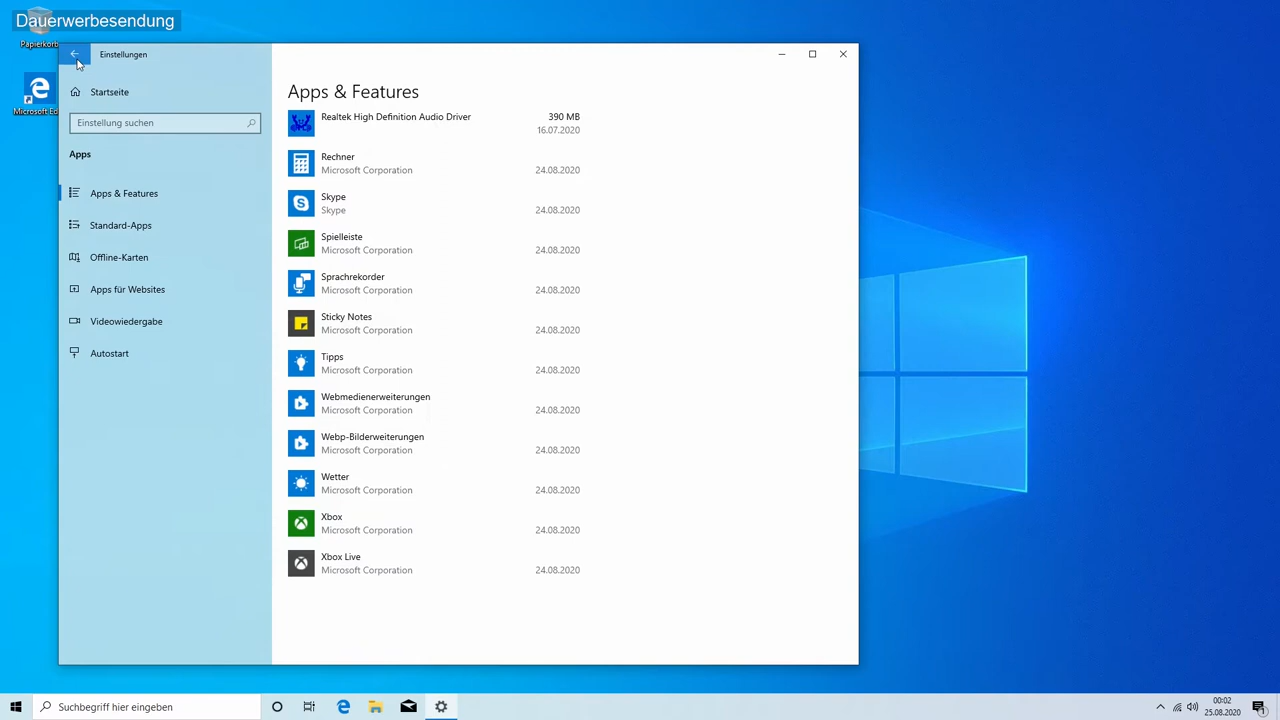 Dauerwerbesendung
Papierkorb
Microsoft Ed
Einstellungen
Startseite
Einstellung suchen
Apps
Apps & Features
Standard-Apps
Offline-Karten
Apps für Websites
Videowiedergabe
Autostart
Apps & Features
Realtek High Definition Audio Driver 390 MB
16.07.2020
Rechner
Microsoft Corporation 24.08.2020
Skype
Skype 24.08.2020
Spielleiste
Microsoft Corporation 24.08.2020
Sprachrekorder
Microsoft Corporation 24.08.2020
Sticky Notes
Microsoft Corporation 24.08.2020
Tipps
Microsoft Corporation 24.08.2020
Webmedienerweiterungen
Microsoft Corporation 24.08.2020
Webp-Bilderweiterungen
Microsoft Corporation 24.08.2020
Wetter
Microsoft Corporation 24.08.2020
Xbox
Microsoft Corporation 24.08.2020
Xbox Live
Microsoft Corporation 24.08.2020
Suchbegriff hier eingeben
00:02
25.08.2020
1